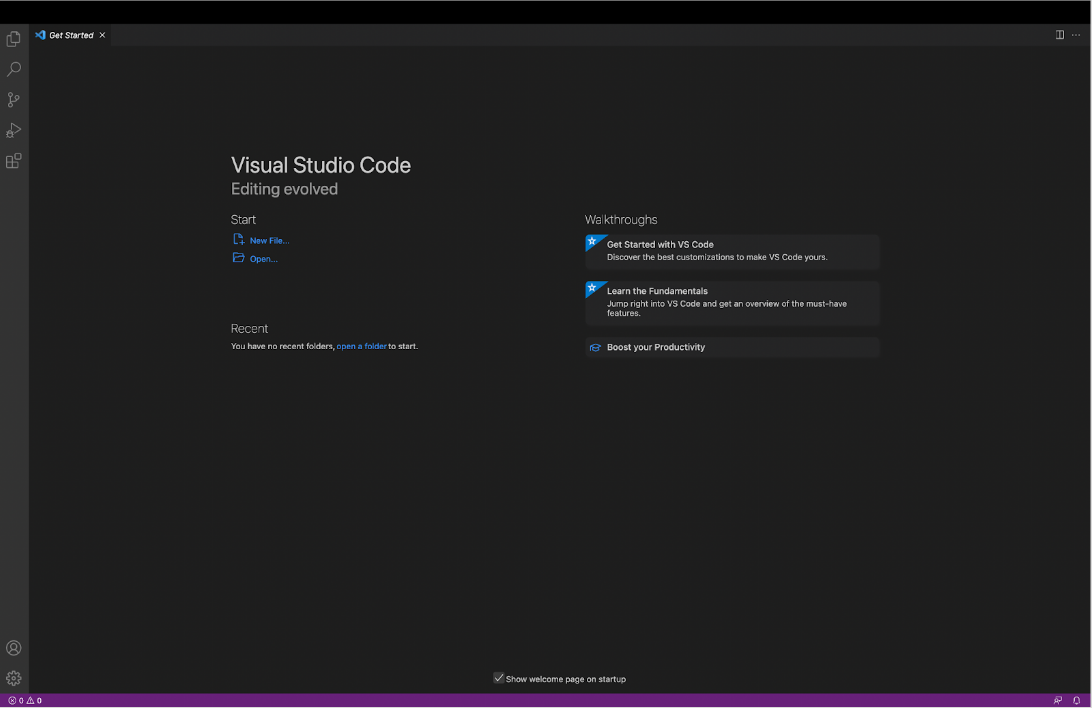 Get Started
Visual Studio Code
Editing evolved
Start
New File...
Open...
Recent
You have no recent folders, open a folder to start.
Walkthroughs
Get Started with VS Code
Discover the best customizations to make VS Code yours.
Learn the Fundamentals
Jump right into VS Code and get an overview of the must-have
features.
Boost your Productivity
Show welcome page on startup
0 0